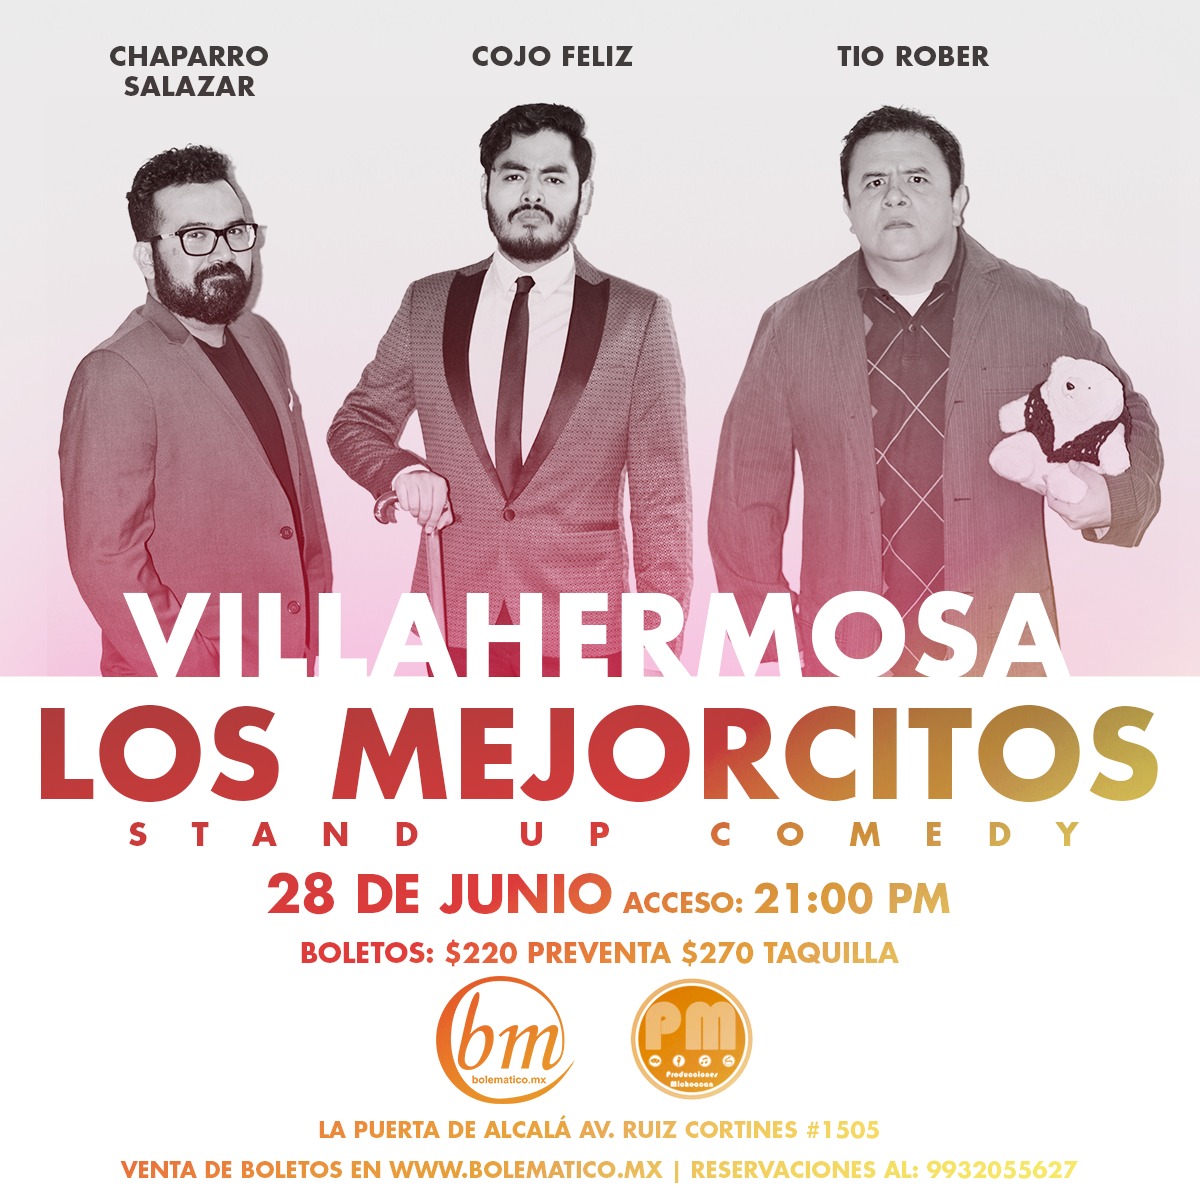 CHAPARRO
SALAZAR
COJO FELIZ
TIO ROBER
VILLAHERMOSA
LOS MEJORCITOS
STAND UP COMEDY
28 DE JUNIO ACCESO: 21:00 PM
BOLETOS: $220 PREVENTA $270 TAQUILLA
bm
bolematico.mx
PM
Producciones
Michoacan
LA PUERTA DE ALCALÁ AV. RUIZ CORTINES #1505
VENTA DE BOLETOS EN WWW.BOLEMATICO.MX | RESERVACIONES AL: 9932055627